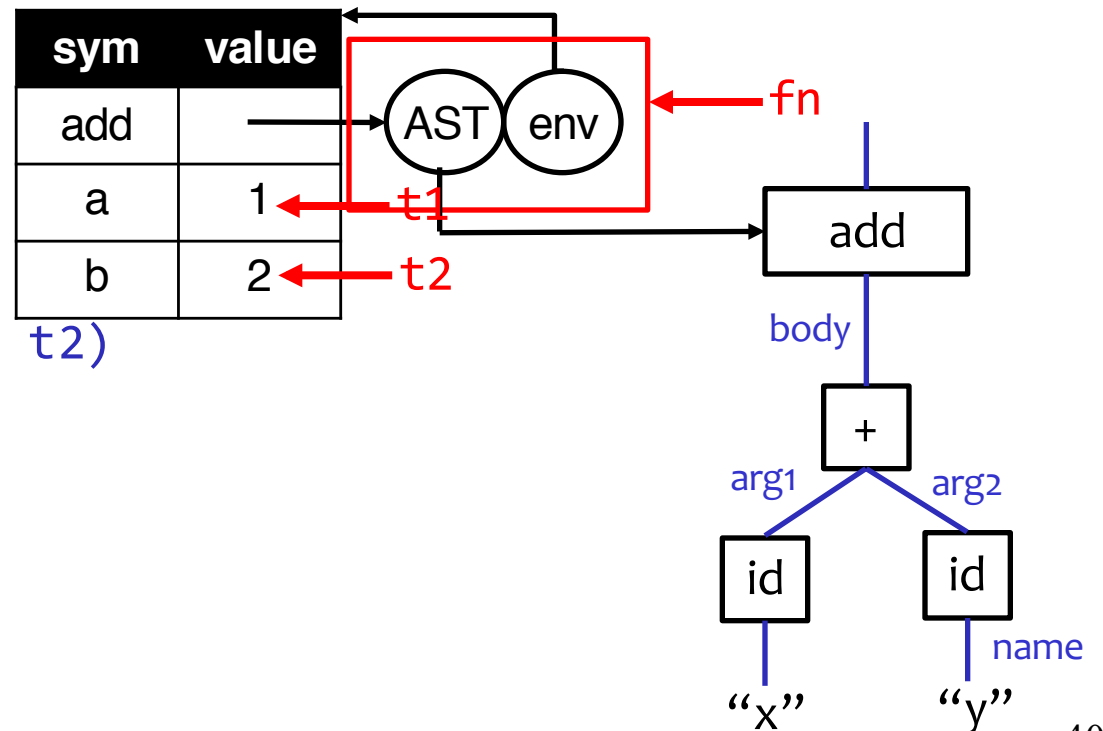 sym value
add
AST env
fn
a 1
t1
b 2
t2
t2)
add
body
+
arg1 arg2
id id
name
“x” “y”